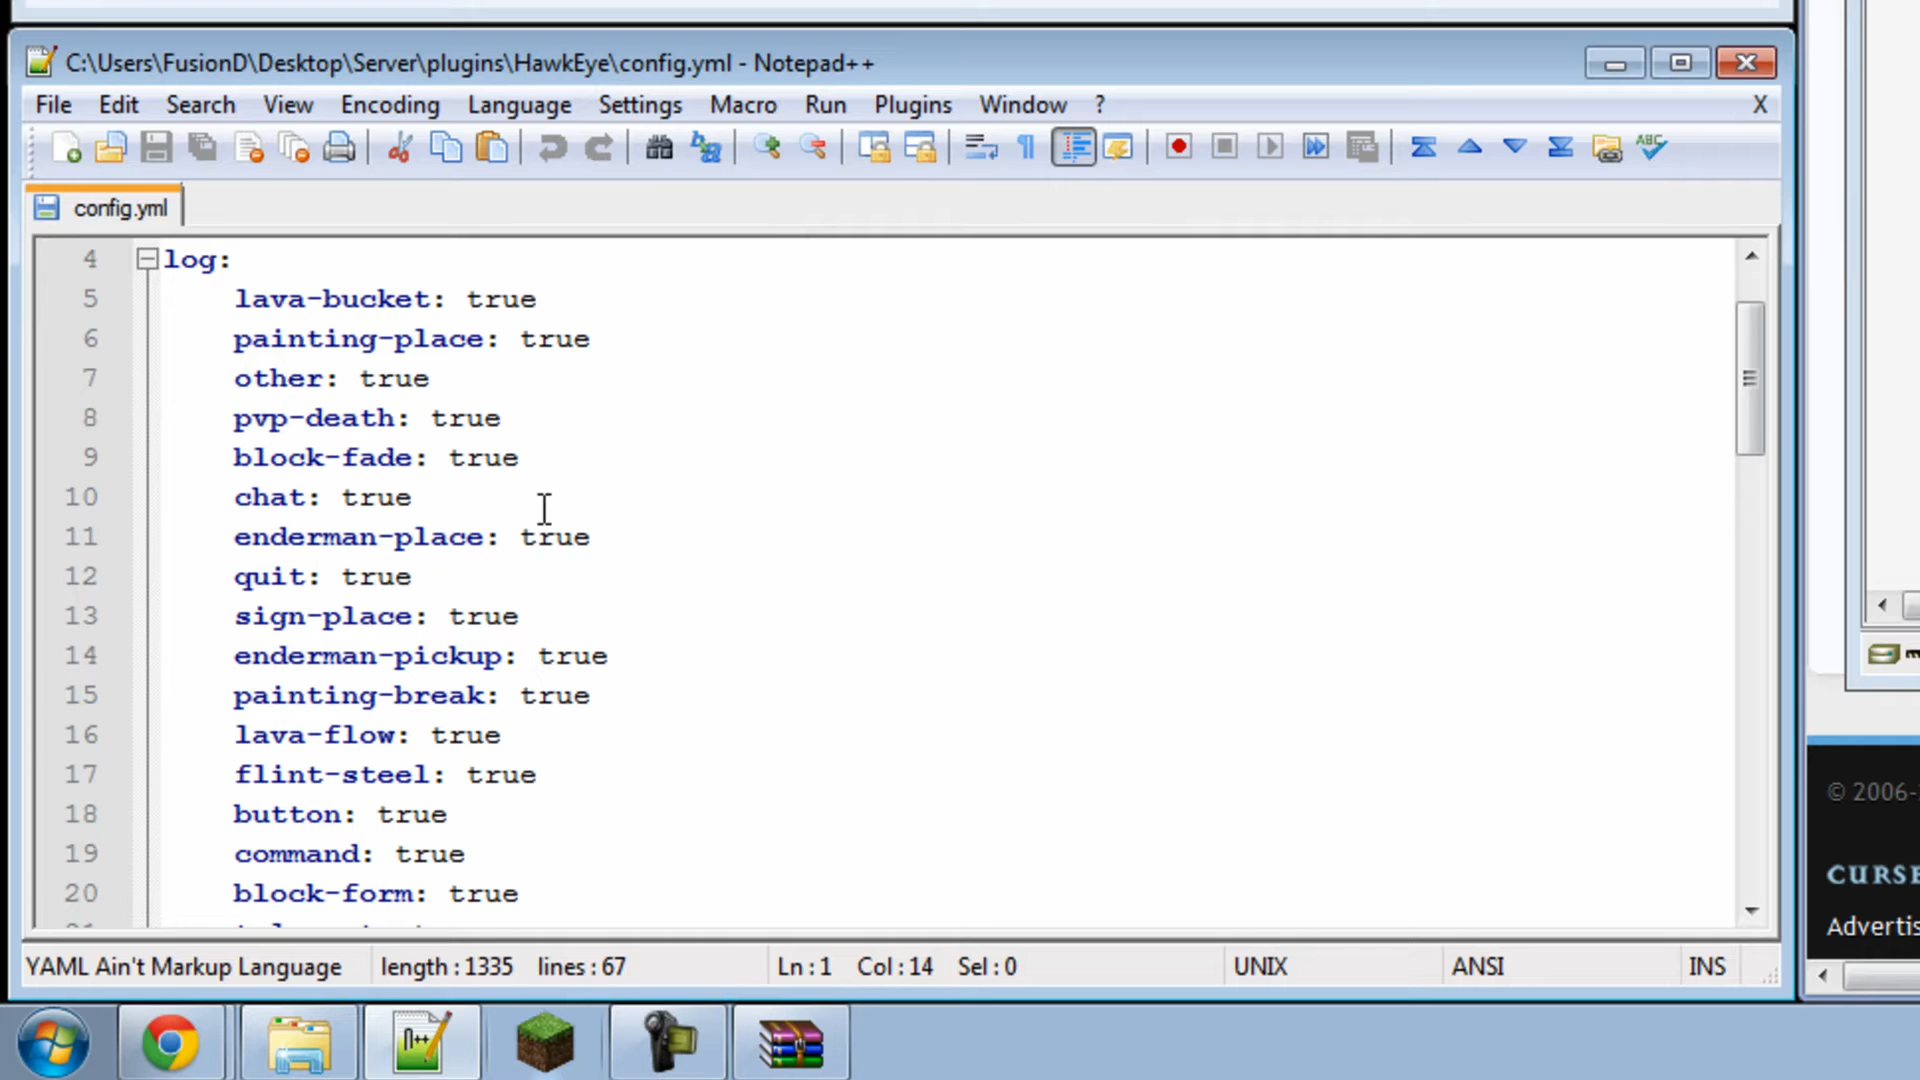 C:\Users\FusionD\Desktop\Server\plugins\HawkEye\config.yml - Notepad++
File Edit Search View Encoding Language Settings Macro Run Plugins Window ? X
config.yml
4 log:
5 lava-bucket: true
6 painting-place: true
7 other: true
8 pvp-death: true
9 block-fade: true
10 chat: true
11 enderman-place: true
12 quit: true
13 sign-place: true
14 enderman-pickup: true
15 painting-break: true
16 lava-flow: true
17 flint-steel: true
18 button: true
19 command: true
20 block-form: true
YAML Ain't Markup Language length : 1335 lines : 67 Ln : 1 Col : 14 Sel : 0 UNIX ANSI INS
© 2006-
CURSE
Advertis